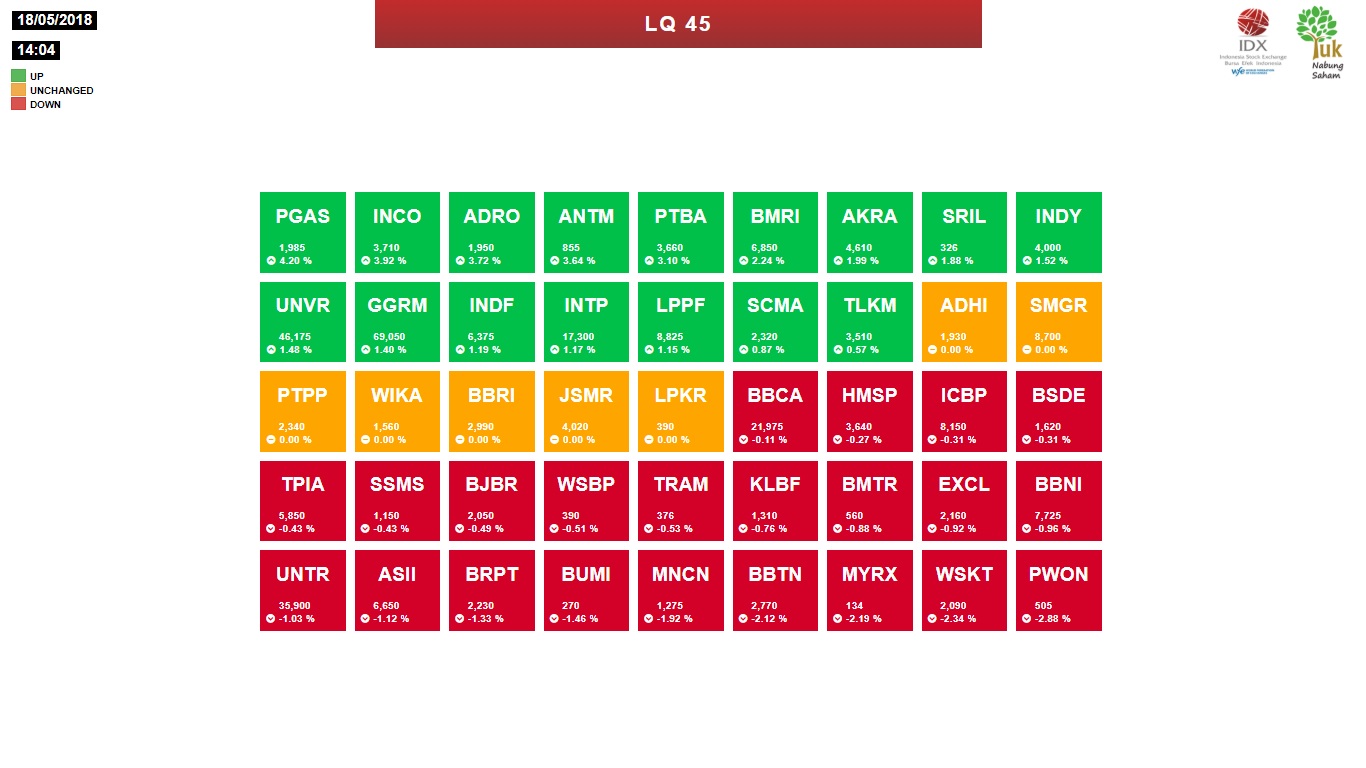 18/05/2018
LQ 45
14:04
UP
UNCHANGED
DOWN
IDX
Indonesia Stock Exchange
Bursa Efek Indonesia
wfe WORLD FEDERATION OF EXCHANGES
Yuk
Nabung
Saham
PGAS INCO ADRO ANTM PTBA BMRI AKRA SRIL INDY
1,985 3,710 1,950 855 3,660 6,850 4,610 326 4,000
4.20 % 3.92 % 3.72 % 3.64 % 3.10 % 2.24 % 1.99 % 1.88 % 1.52 %
UNVR GGRM INDF INTP LPPF SCMA TLKM ADHI SMGR
46,175 69,050 6,375 17,300 8,825 2,320 3,510 1,930 8,700
1.48 % 1.40 % 1.19 % 1.17 % 1.15 % 0.87 % 0.57 % 0.00 % 0.00 %
PTPP WIKA BBRI JSMR LPKR BBCA HMSP ICBP BSDE
2,340 1,560 2,990 4,020 390 21,975 3,640 8,150 1,620
0.00 % 0.00 % 0.00 % 0.00 % 0.00 % -0.11 % -0.27 % -0.31 % -0.31 %
TPIA SSMS BJBR WSBP TRAM KLBF BMTR EXCL BBNI
5,850 1,150 2,050 390 376 1,310 560 2,160 7,725
-0.43 % -0.43 % -0.49 % -0.51 % -0.53 % -0.76 % -0.88 % -0.92 % -0.96 %
UNTR ASII BRPT BUMI MNCN BBTN MYRX WSKT PWON
35,900 6,650 2,230 270 1,275 2,770 134 2,090 505
-1.03 % -1.12 % -1.33 % -1.46 % -1.92 % -2.12 % -2.19 % -2.34 % -2.88 %